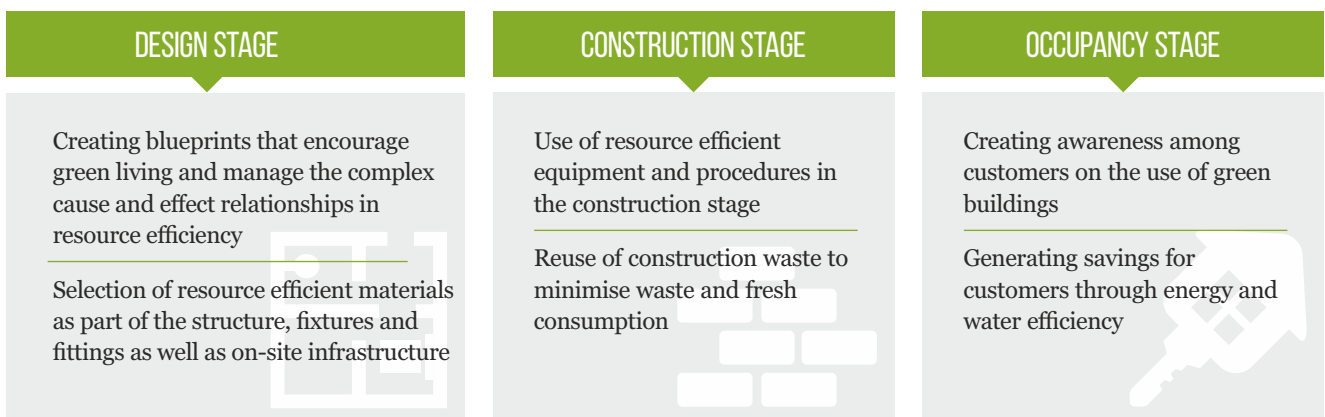 DESIGN STAGE
Creating blueprints that encourage
green living and manage the complex
cause and effect relationships in
resource efficiency
Selection of resource efficient materials
as part of the structure, fixtures and
fittings as well as on-site infrastructure
CONSTRUCTION STAGE
Use of resource efficient
equipment and procedures in
the construction stage
Reuse of construction waste to
minimise waste and fresh
consumption
OCCUPANCY STAGE
Creating awareness among
customers on the use of green
buildings
Generating savings for
customers through energy and
water efficiency